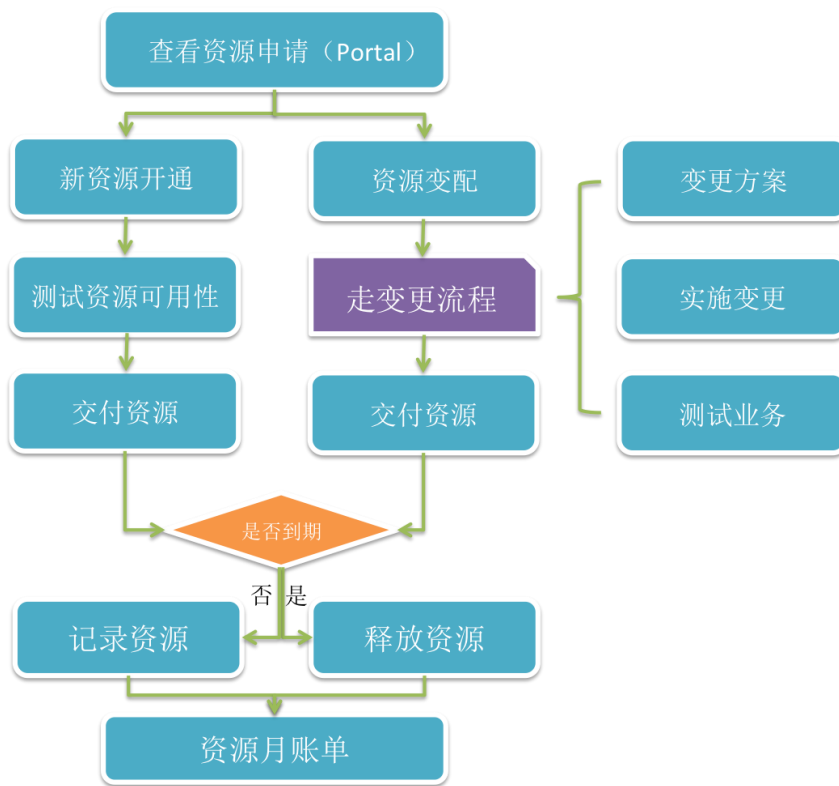 查看资源申请（Portal）
新资源开通
资源变配
变更方案
测试资源可用性
走变更流程
实施变更
交付资源
交付资源
测试业务
是否到期
否
是
记录资源
释放资源
资源月账单